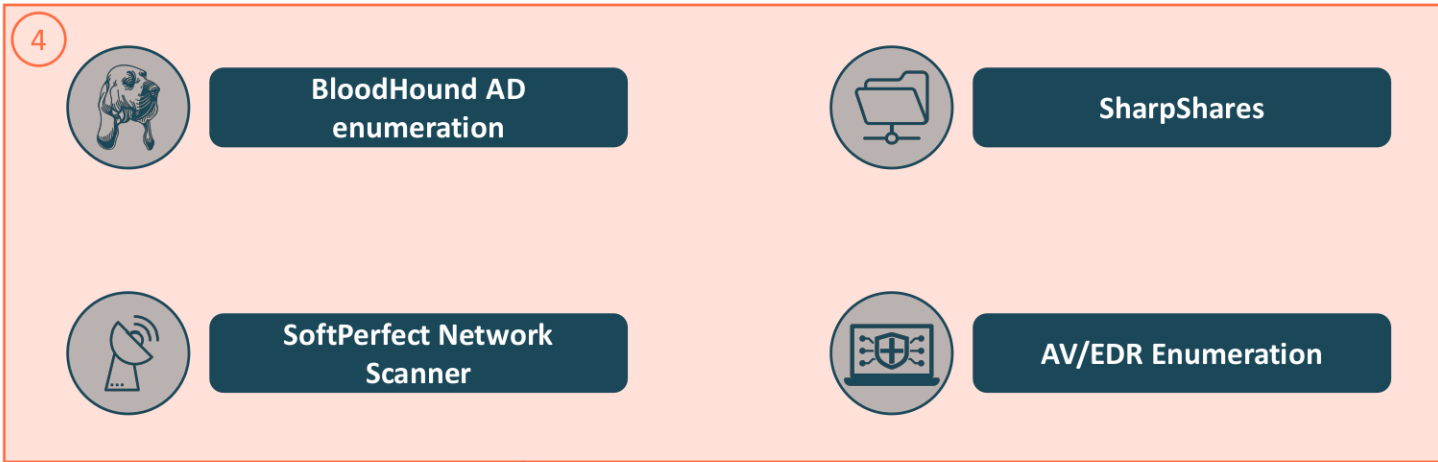 4
BloodHound AD
enumeration
SharpShares
SoftPerfect Network
Scanner
AV/EDR Enumeration